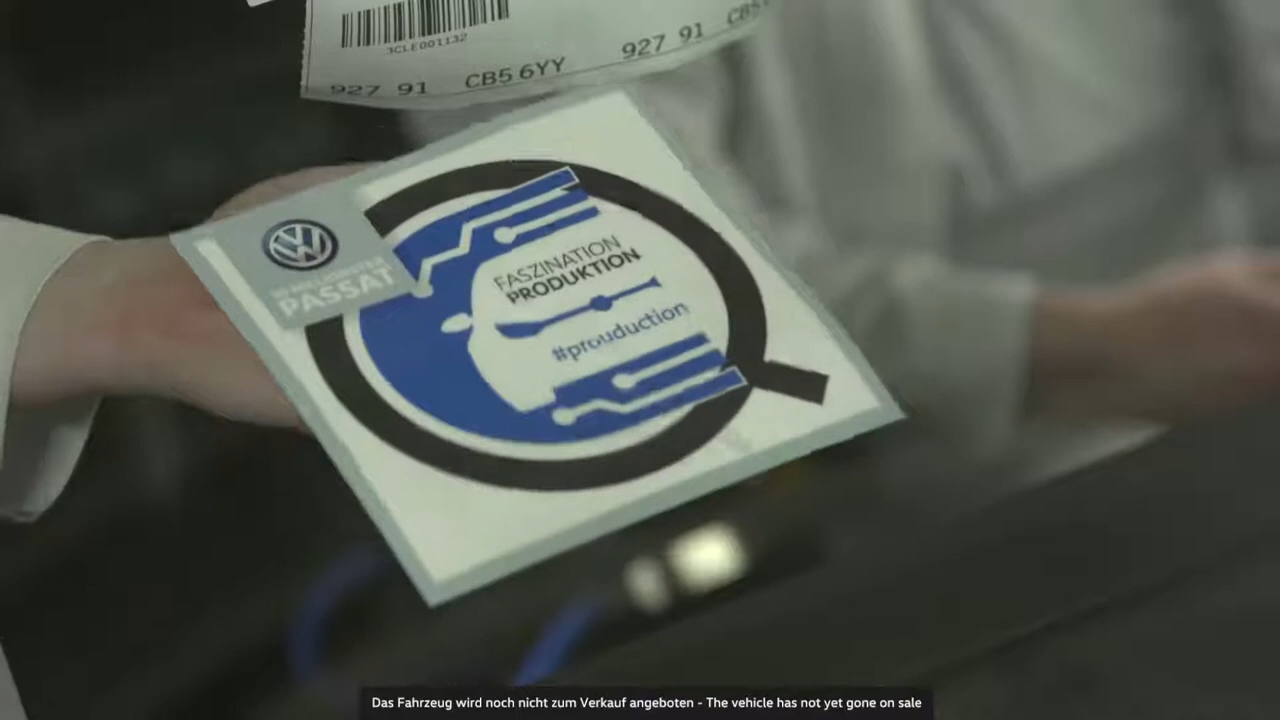 3CLE001132
927 91
CB5 6YY
927 91
CB5
FASZINATION
PRODUKTION
#prouduction
PASSAT
Das Fahrzeug wird noch nicht zum Verkauf angeboten - The vehicle has not yet gone on sale